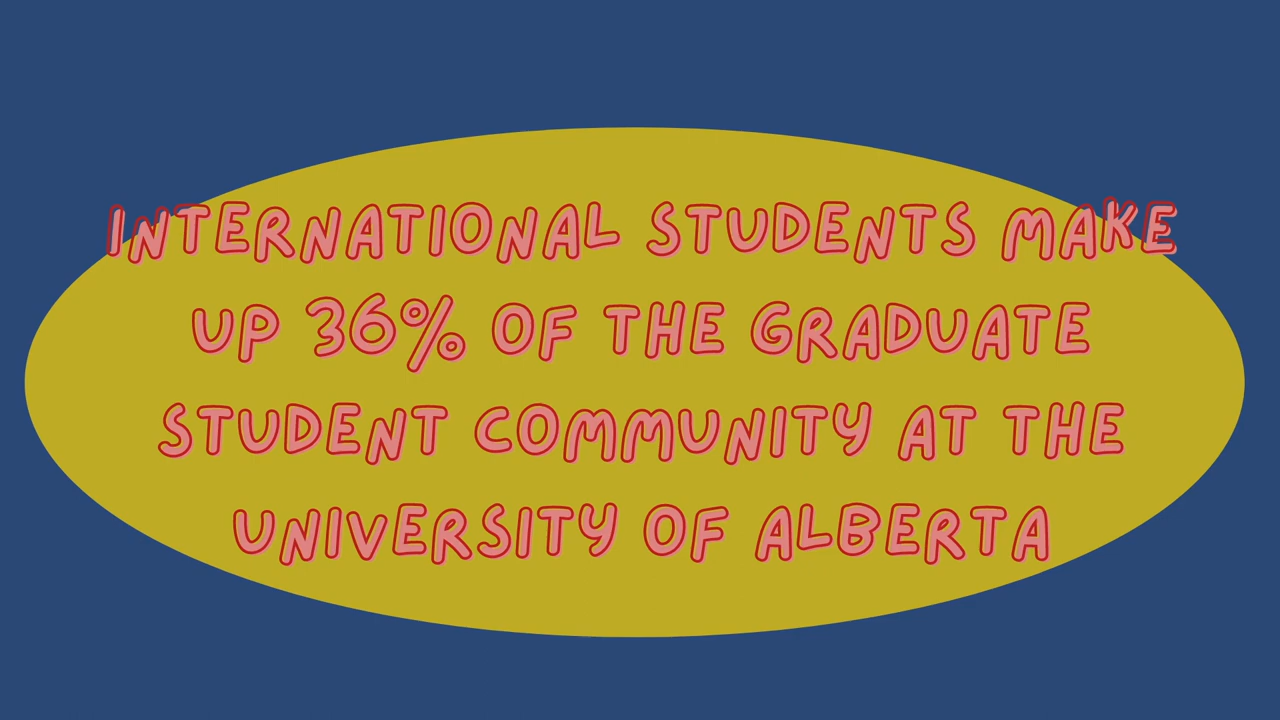 INTERNATIONAL STUDENTS MAKE
UP 36% OF THE GRADUATE
STUDENT COMMUNITY AT THE
UNIVERSITY OF ALBERTA